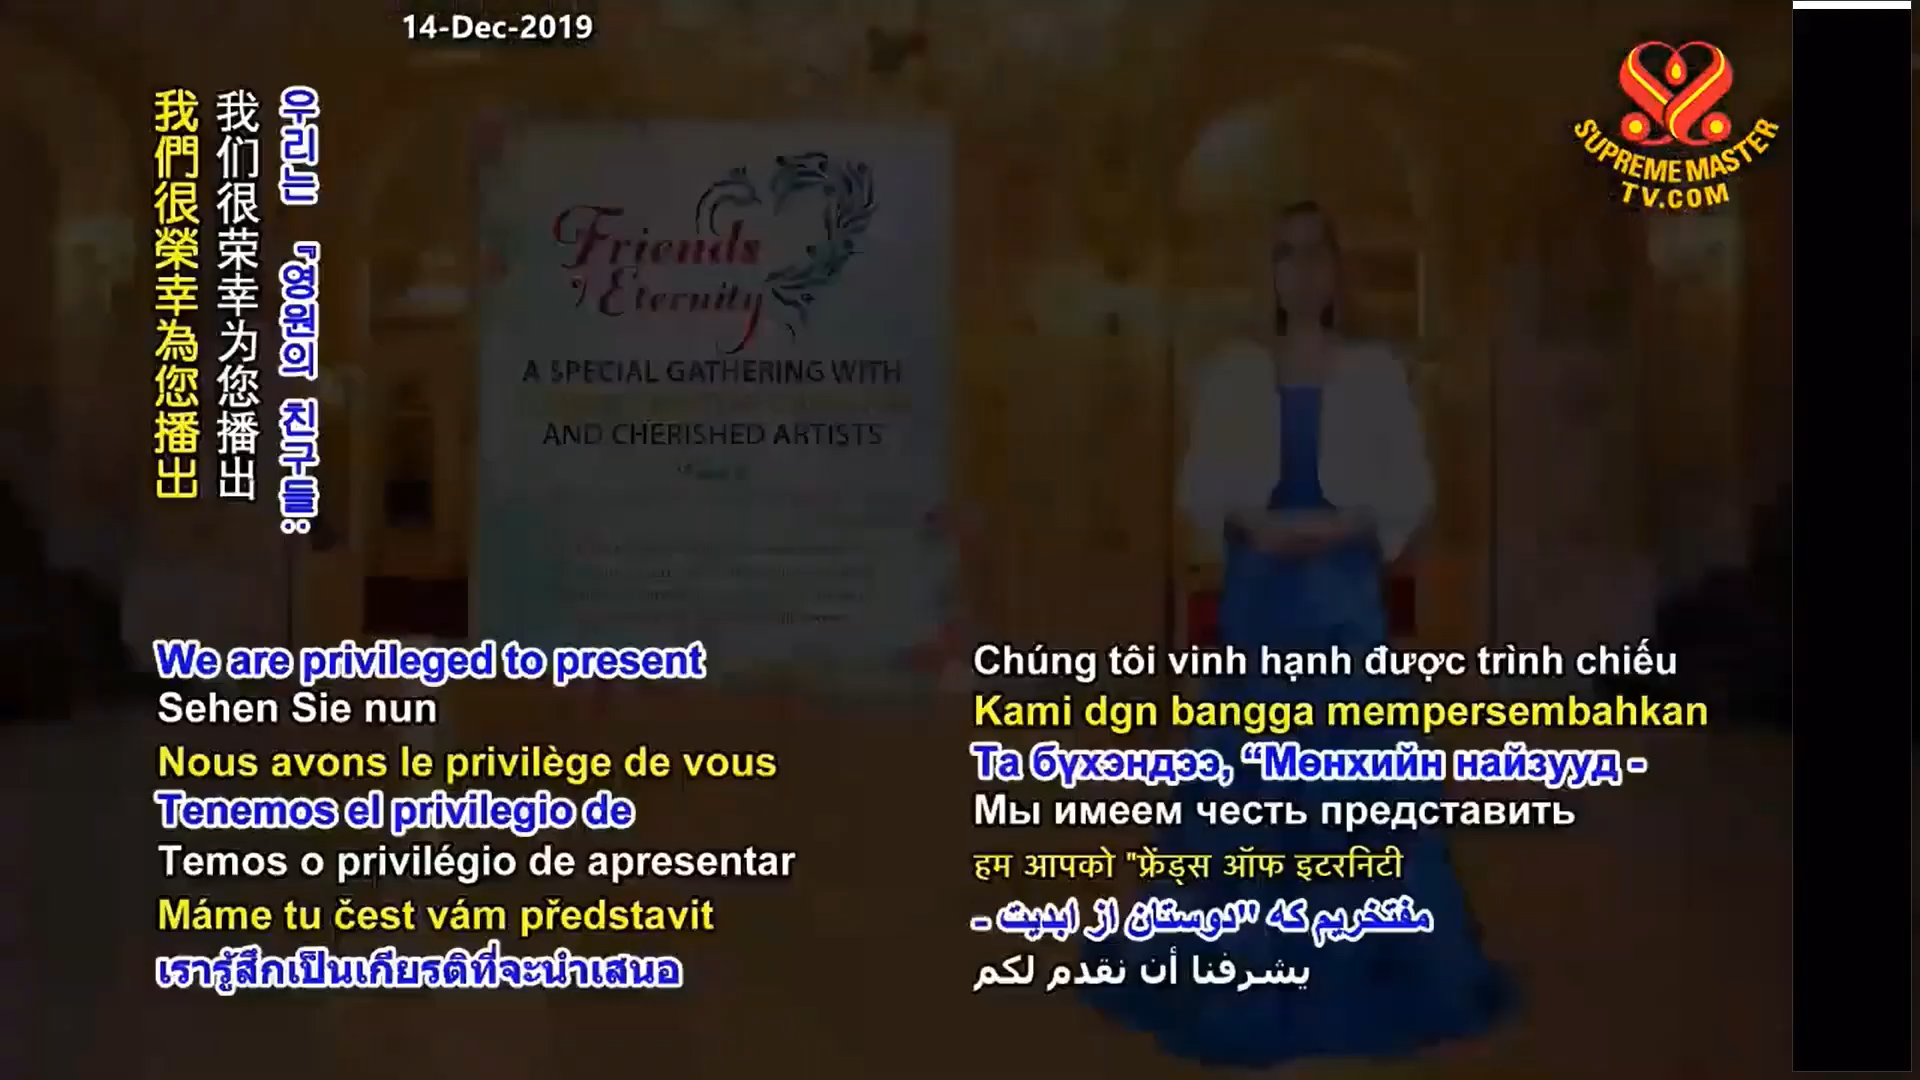 14-Dec-2019
SUPREME MASTER
TV.COM
我們很榮幸為您播出
我们很荣幸为您播出
우리는 『영원의 친구들:
Friends
of Eternity
A SPECIAL GATHERING WITH
AND CHERISHED ARTISTS
We are privileged to present
Sehen Sie nun
Nous avons le privilège de vous
Tenemos el privilegio de
Temos o privilégio de apresentar
Máme tu čest vám představit
เรารู้สึกเป็นเกียรติที่จะนำเสนอ
Chúng tôi vinh hạnh được trình chiếu
Kami dgn bangga mempersembahkan
Та бүхэндээ, “Мөнхийн найзууд -
Мы имеем честь представить
हम आपको "फ्रेंड्स ऑफ इटरनिटी
مفتخریم که "دوستان از ابدیت -
يشرفنا أن نقدم لكم